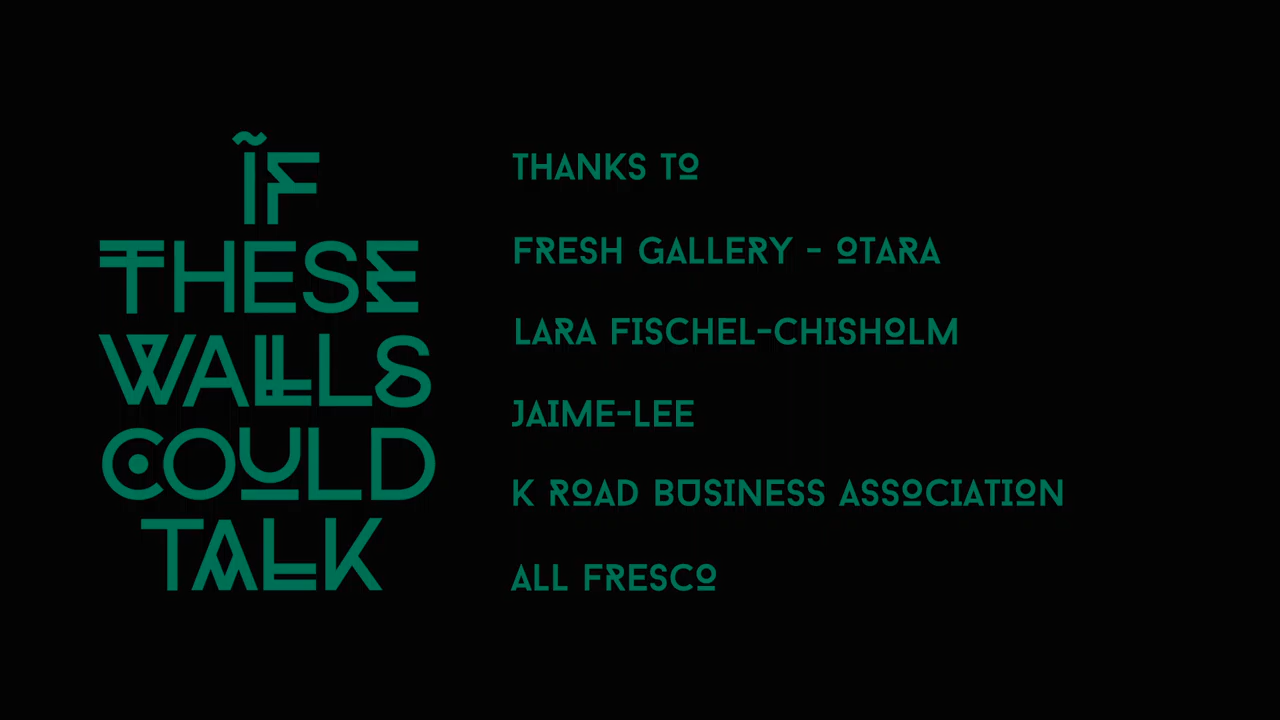 ĨF
THESE
WALLS
COULD
TALK
THANKS TO
FRESH GALLERY - OTARA
LARA FISCHEL-CHISHOLM
JAIME-LEE
K ROAD BUSINESS ASSOCIATION
ALL FRESCO